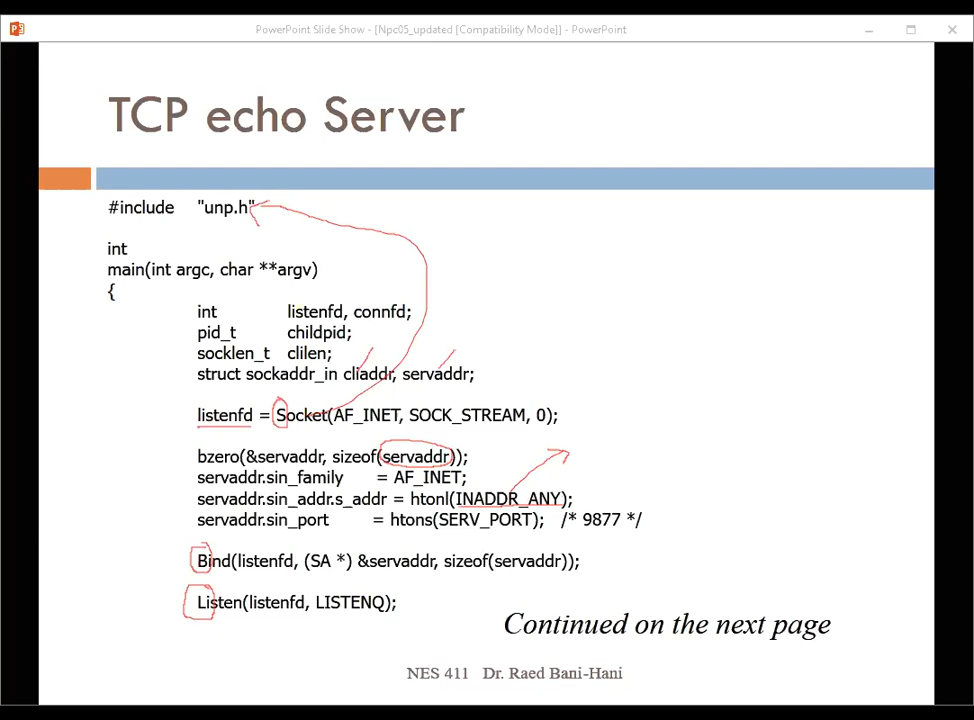 PowerPoint Slide Show - [Npc05_updated [Compatibility Mode]] - PowerPoint
TCP echo Server
#include "unp.h"
int
main(int argc, char **argv)
{
int listenfd, connfd;
pid_t childpid;
socklen_t clilen;
struct sockaddr_in cliaddr, servaddr;
listenfd = Socket(AF_INET, SOCK_STREAM, 0);
bzero(&servaddr, sizeof(servaddr));
servaddr.sin_family = AF_INET;
servaddr.sin_addr.s_addr = htonl(INADDR_ANY);
servaddr.sin_port = htons(SERV_PORT); /* 9877 */
Bind(listenfd, (SA *) &servaddr, sizeof(servaddr));
Listen(listenfd, LISTENQ);
Continued on the next page
NES 411 Dr. Raed Bani-Hani